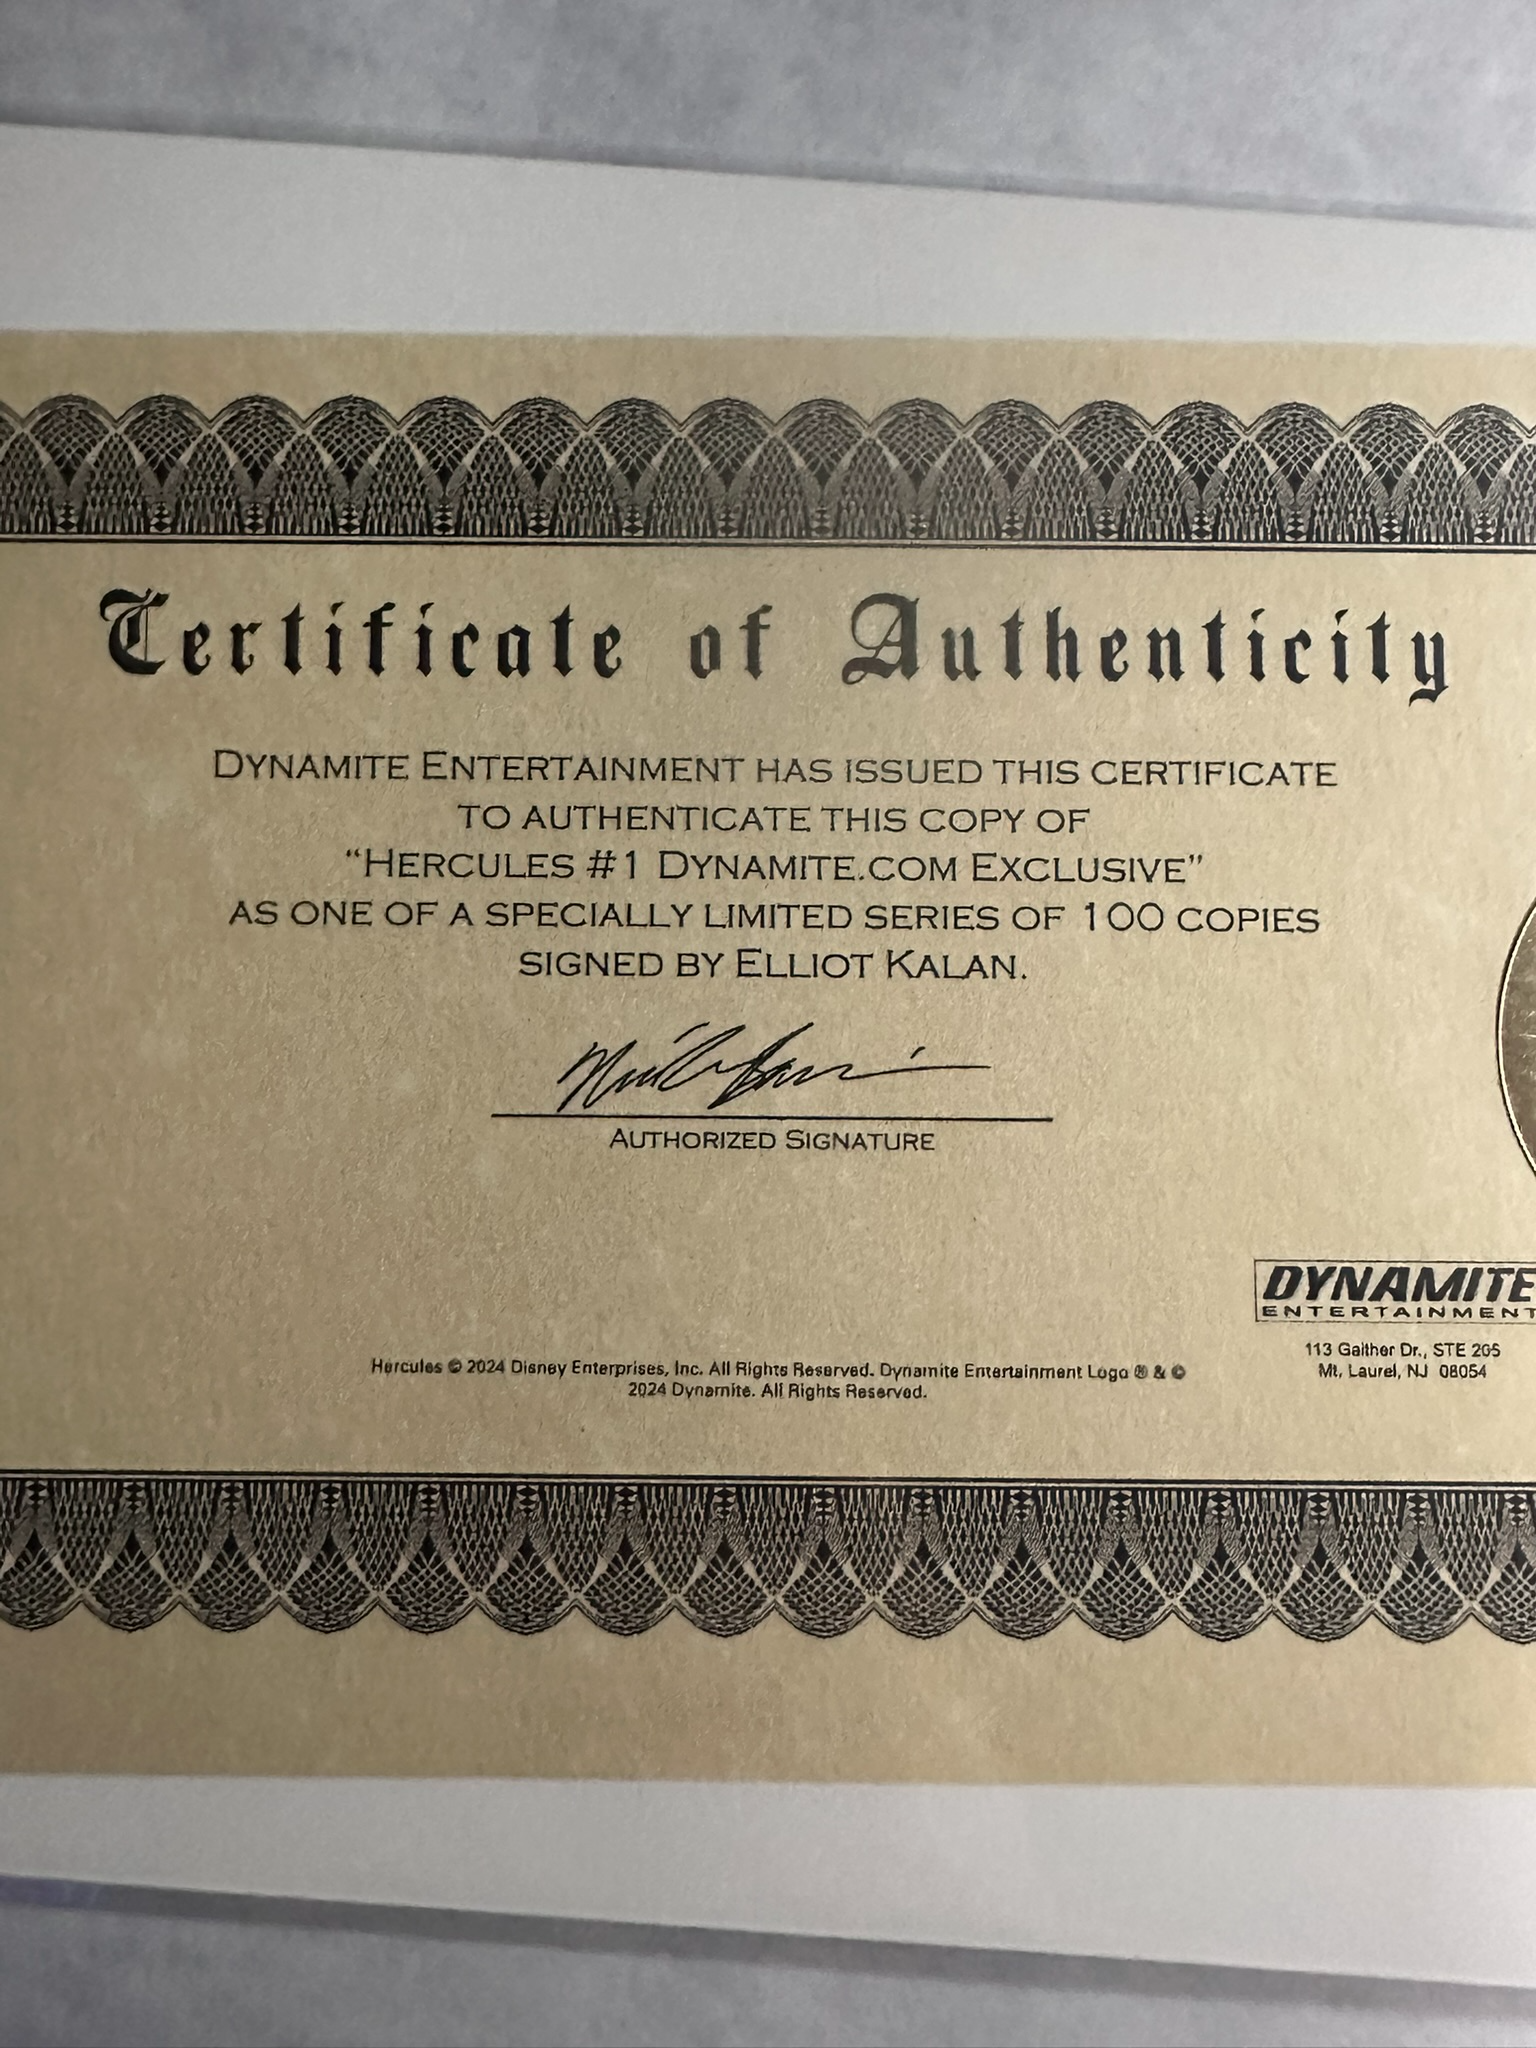 Certificate of Authenticity
DYNAMITE ENTERTAINMENT HAS ISSUED THIS CERTIFICATE
TO AUTHENTICATE THIS COPY OF
“HERCULES #1 DYNAMITE.COM EXCLUSIVE”
AS ONE OF A SPECIALLY LIMITED SERIES OF 100 COPIES
SIGNED BY ELLIOT KALAN.
AUTHORIZED SIGNATURE
DYNAMITE
ENTERTAINMENT
113 Gaither Dr., STE 205
Mt. Laurel, NJ 08054
Hercules © 2024 Disney Enterprises, Inc. All Rights Reserved. Dynamite Entertainment Logo ® & ©
2024 Dynamite. All Rights Reserved.